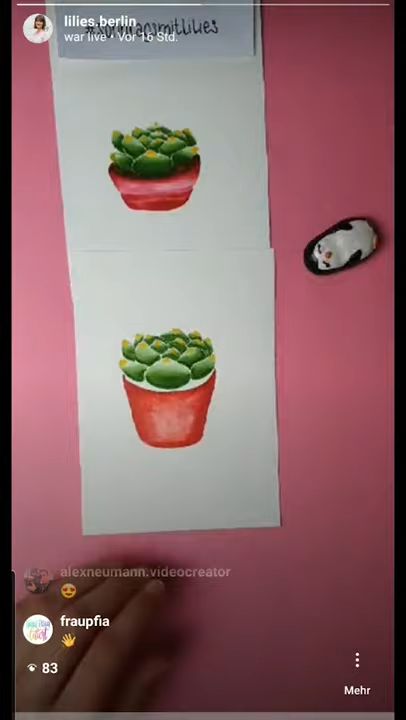 lilies.berlin
war live • Vor 16 Std.
alexneumann.videocreator
😍
fraupfia
👋
83
Mehr